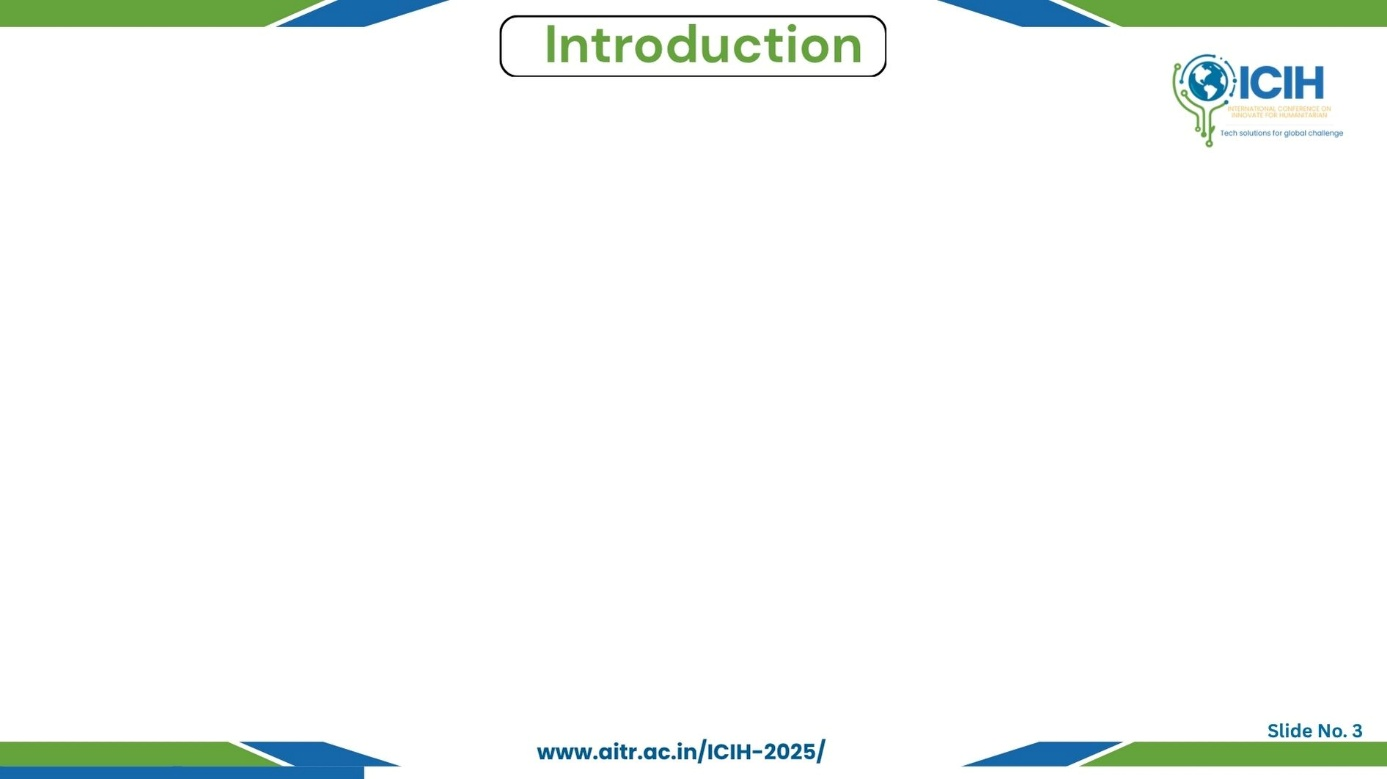 Introduction
ICIH
INTERNATIONAL CONFERENCE ON
INNOVATE FOR HUMANITARIAN
Tech solutions for global challenge
Slide No. 3
www.aitr.ac.in/ICIH-2025/